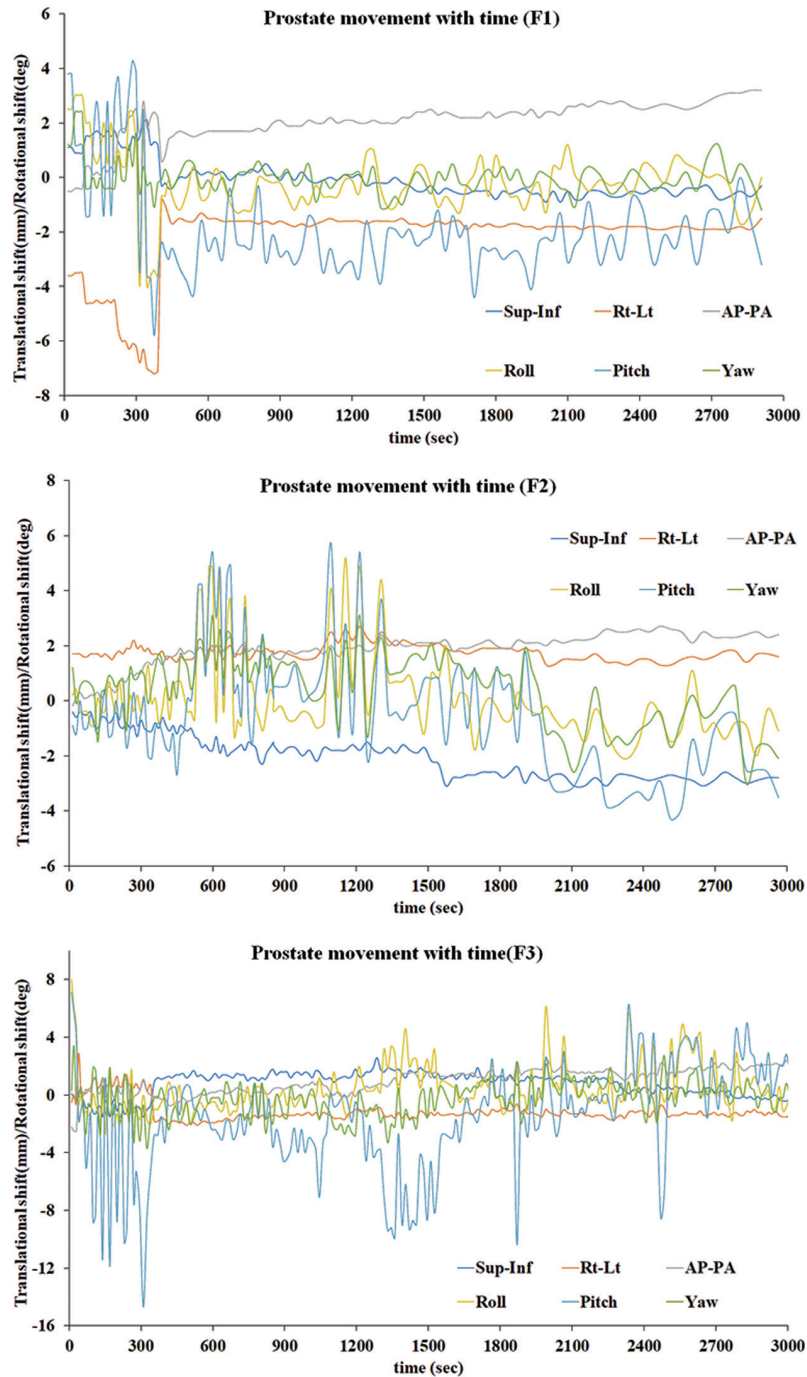 Prostate movement with time (F1)
Translational shift(mm)/Rotational shift(deg)
6
4
2
0
-2
-4
-6
-8
Sup-Inf Rt-Lt AP-PA
Roll Pitch Yaw
0 300 600 900 1200 1500 1800 2100 2400 2700 3000
time (sec)
Prostate movement with time (F2)
Translational shift(mm)/Rotational shift(deg)
8
6
4
2
0
-2
-4
-6
Sup-Inf Rt-Lt AP-PA
Roll Pitch Yaw
0 300 600 900 1200 1500 1800 2100 2400 2700 3000
time (sec)
Prostate movement with time(F3)
Translational shift(mm)/Rotational shift(deg)
8
4
0
-4
-8
-12
-16
Sup-Inf Rt-Lt AP-PA
Roll Pitch Yaw
0 300 600 900 1200 1500 1800 2100 2400 2700 3000
time (sec)